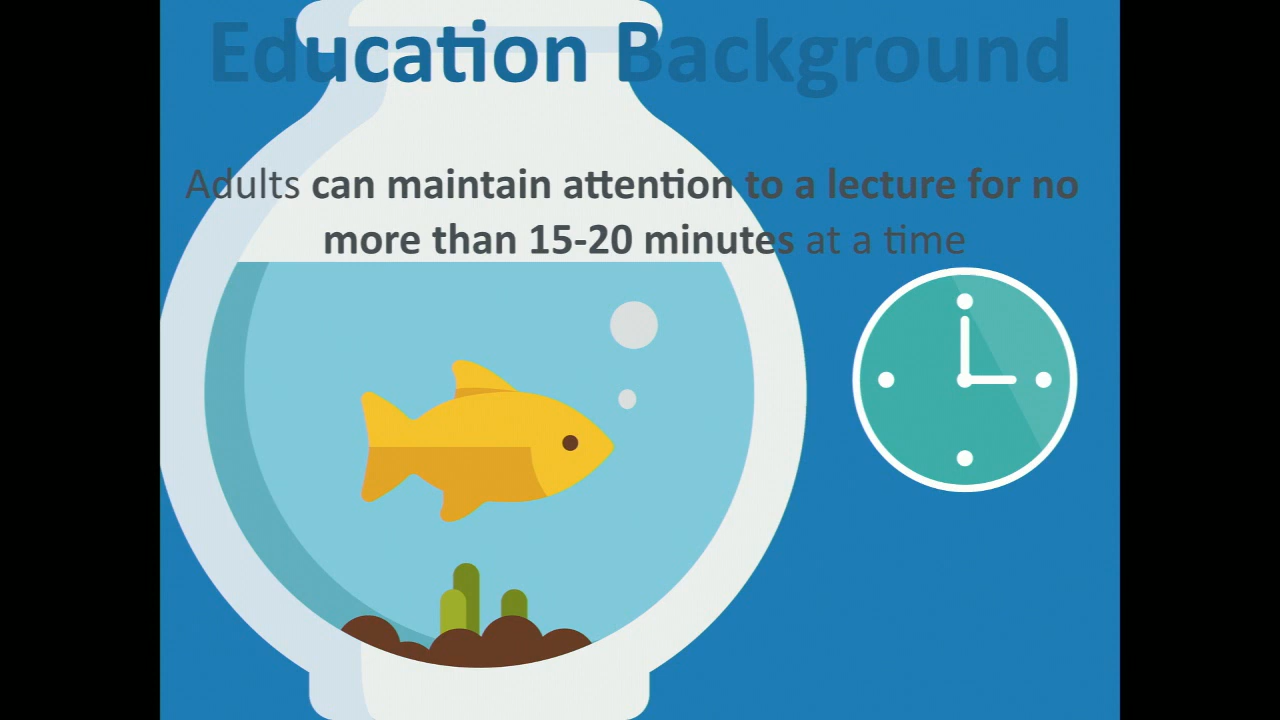 Education Background
Adults can maintain attention to a lecture for no
more than 15-20 minutes at a time